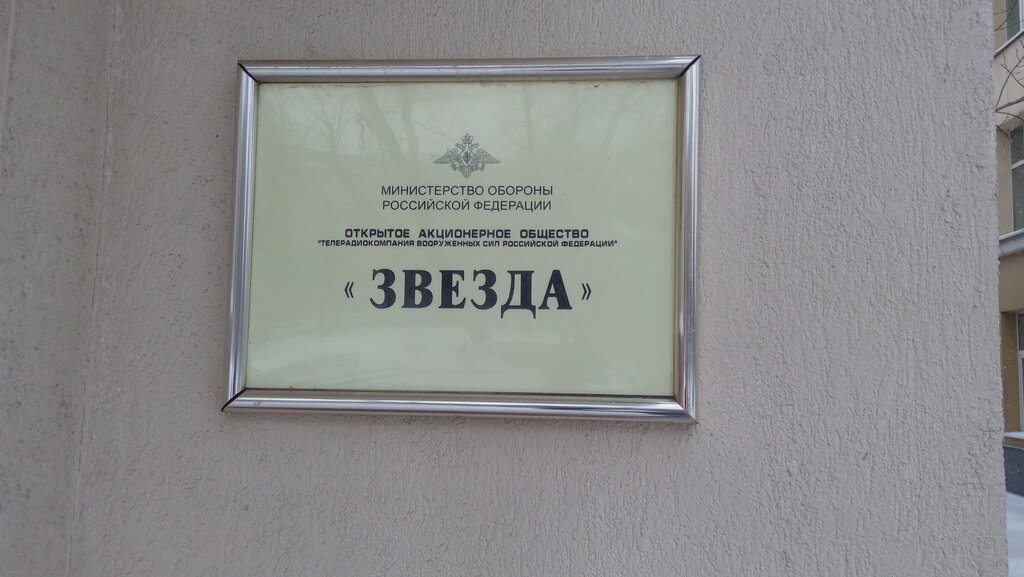 МИНИСТЕРСТВО ОБОРОНЫ
РОССИЙСКОЙ ФЕДЕРАЦИИ
ОТКРЫТОЕ АКЦИОНЕРНОЕ ОБЩЕСТВО
"ТЕЛЕРАДИОКОМПАНИЯ ВООРУЖЕННЫХ СИЛ РОССИЙСКОЙ ФЕДЕРАЦИИ"
« ЗВЕЗДА »